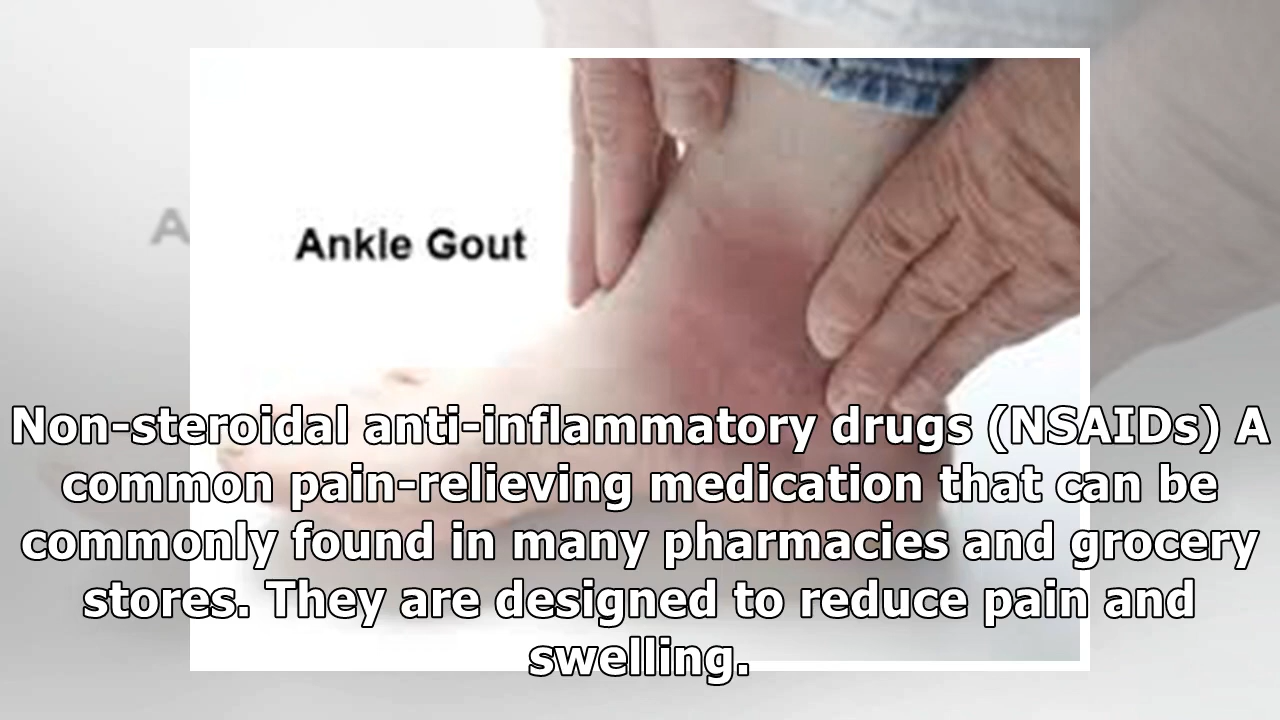 Ankle Gout
Non-steroidal anti-inflammatory drugs (NSAIDs) A
common pain-relieving medication that can be
commonly found in many pharmacies and grocery
stores. They are designed to reduce pain and
swelling.